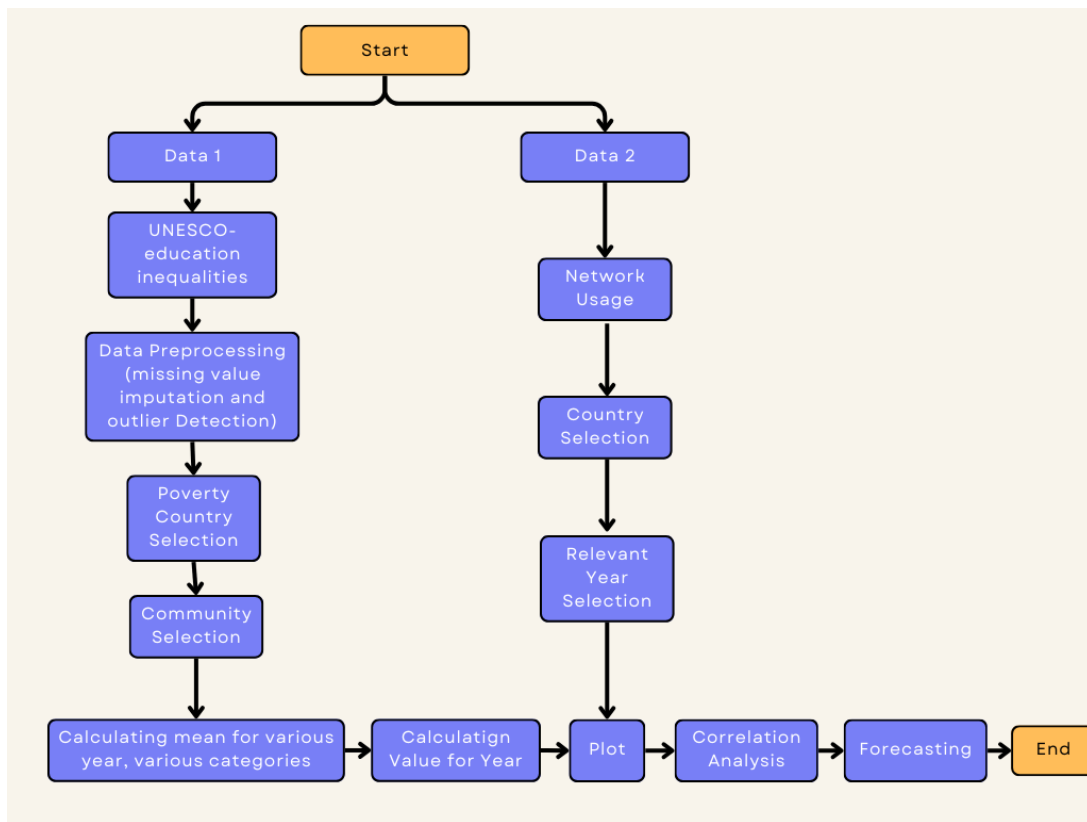 Start
Data 1
Data 2
UNESCO-
education
inequalities
Network
Usage
Data Preprocessing
(missing value
imputation and
outlier Detection)
Country
Selection
Poverty
Country
Selection
Relevant
Year
Selection
Community
Selection
Calculating mean for various
year, various categories
Calculatign
Value for Year
Plot
Correlation
Analysis
Forecasting
End